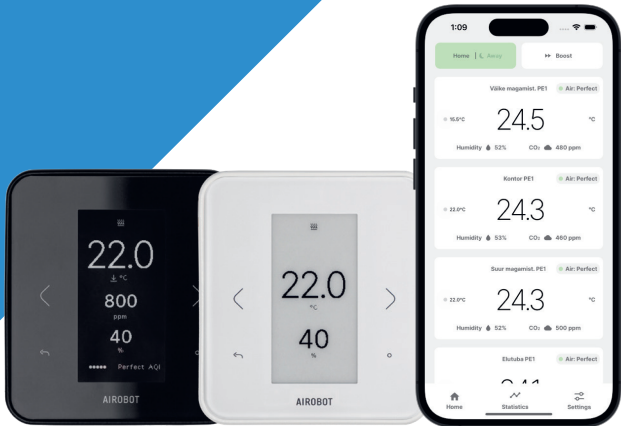 22.0
°C
800
ppm
40
%
Perfect AQI
AIROBOT
22.0
°C
40
%
AIROBOT
1:09
Home Away
Boost
Väike magamist. PE1 Air: Perfect
15.5°C 24.5 °C
Humidity 52% CO₂ 480 ppm
Kontor PE1 Air: Perfect
22.0°C 24.3 °C
Humidity 53% CO₂ 460 ppm
Suur magamist. PE1 Air: Perfect
22.0°C 24.3 °C
Humidity 52% CO₂ 500 ppm
Elutuba PE1 Air: Perfect
Home Statistics Settings